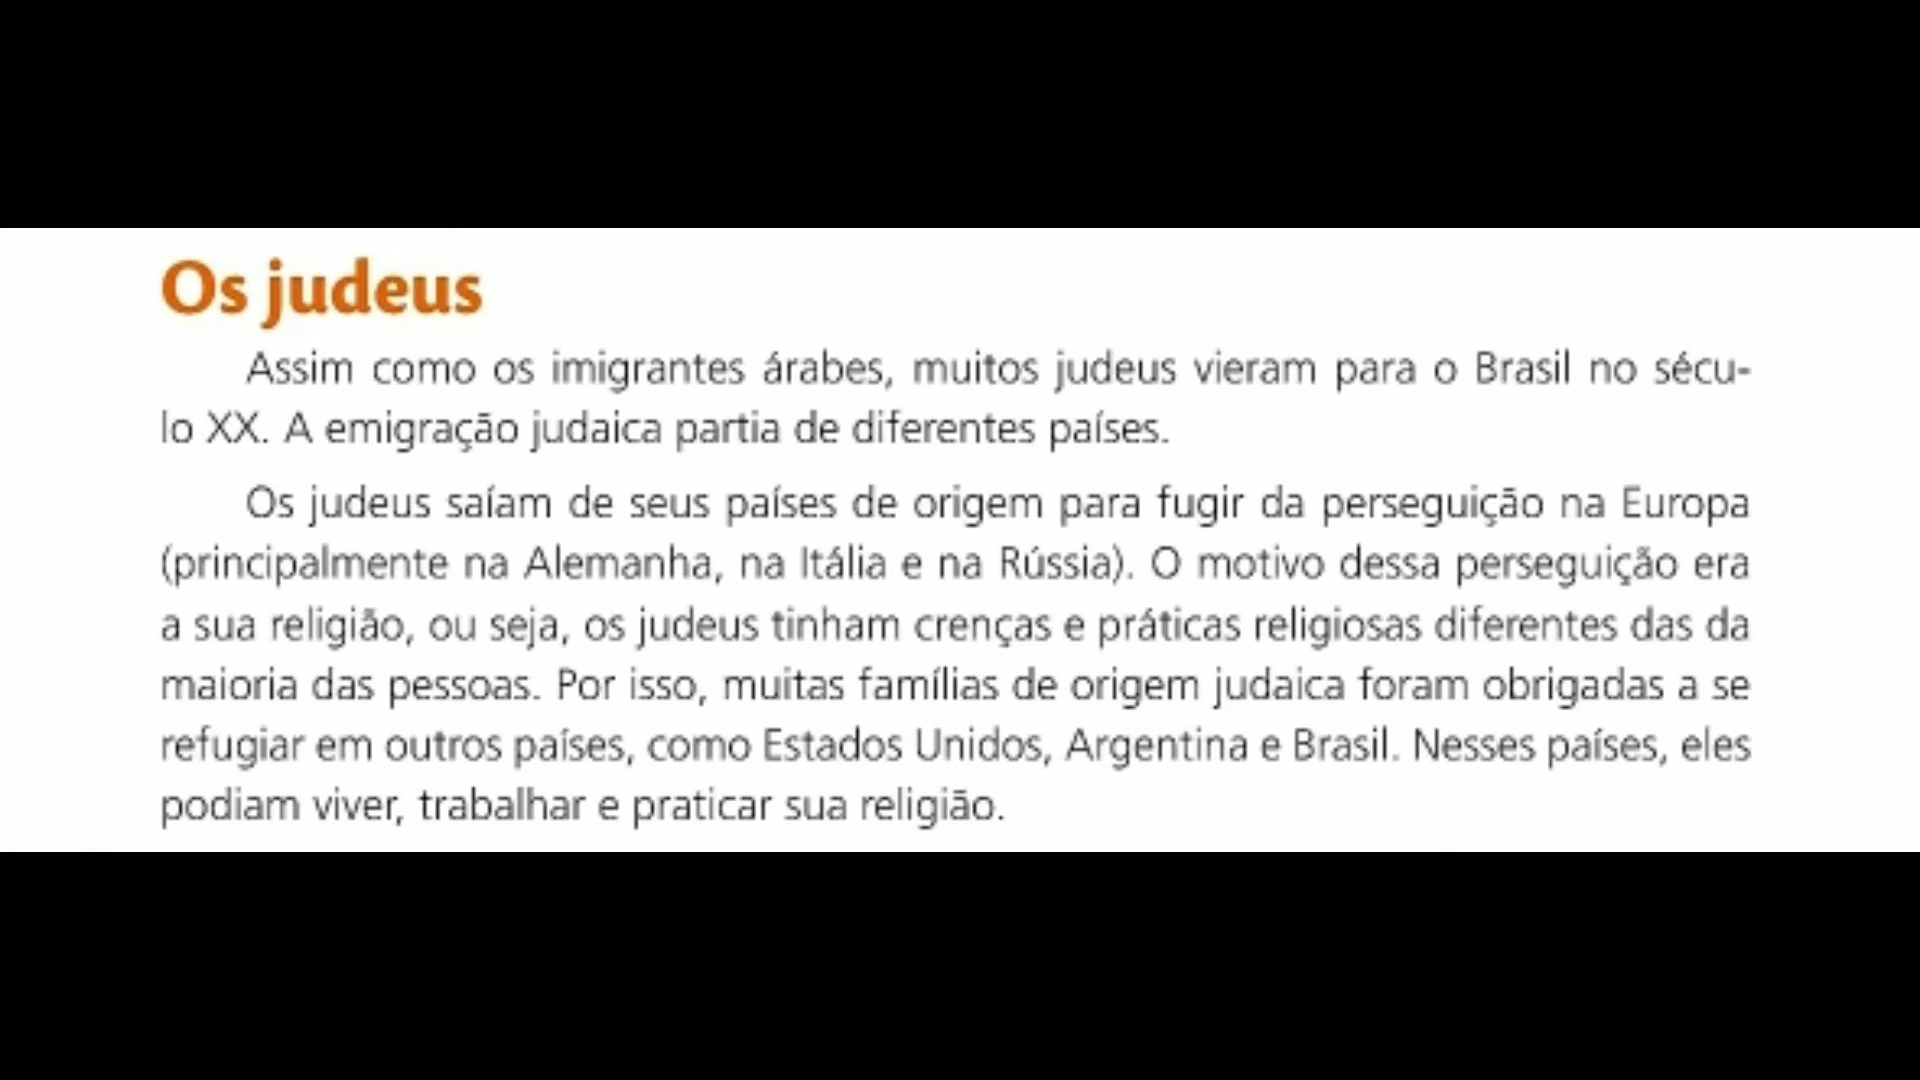 Os judeus
Assim como os imigrantes árabes, muitos judeus vieram para o Brasil no sécu-
lo XX. A emigração judaica partia de diferentes países.
Os judeus saíam de seus países de origem para fugir da perseguição na Europa
(principalmente na Alemanha, na Itália e na Rússia). O motivo dessa perseguição era
a sua religião, ou seja, os judeus tinham crenças e práticas religiosas diferentes das da
maioria das pessoas. Por isso, muitas famílias de origem judaica foram obrigadas a se
refugiar em outros países, como Estados Unidos, Argentina e Brasil. Nesses países, eles
podiam viver, trabalhar e praticar sua religião.